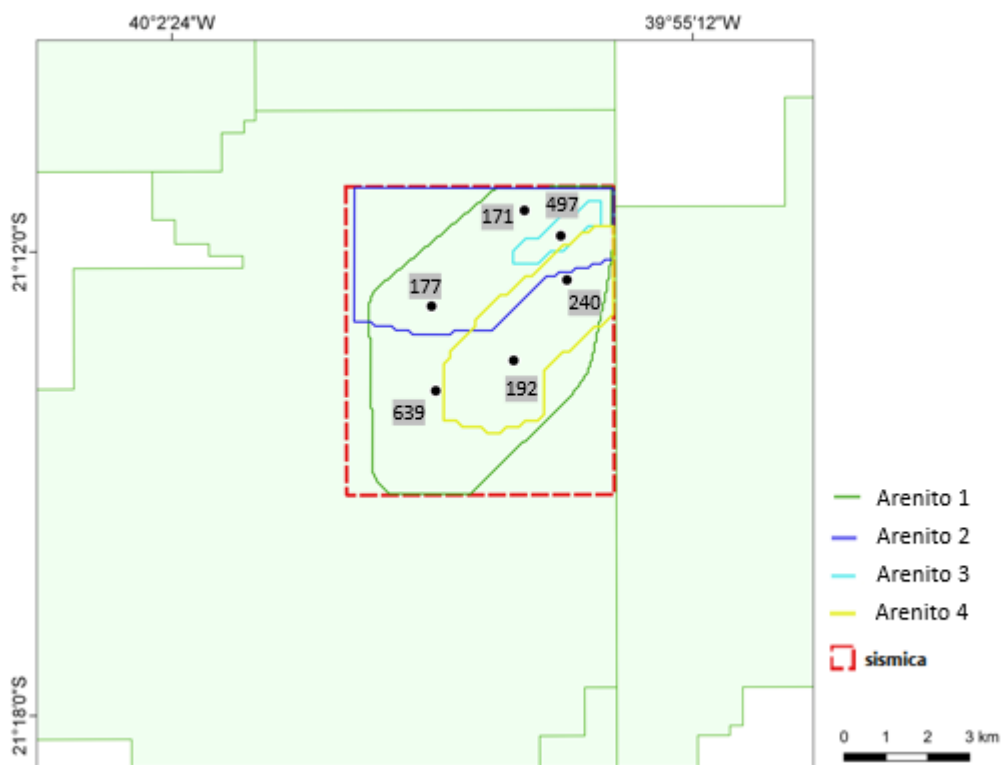 40°2'24"W
39°55'12"W
21°12'0"S
21°18'0"S
171
497
177
240
192
639
Arenito 1
Arenito 2
Arenito 3
Arenito 4
sismica
0 1 2 3 km